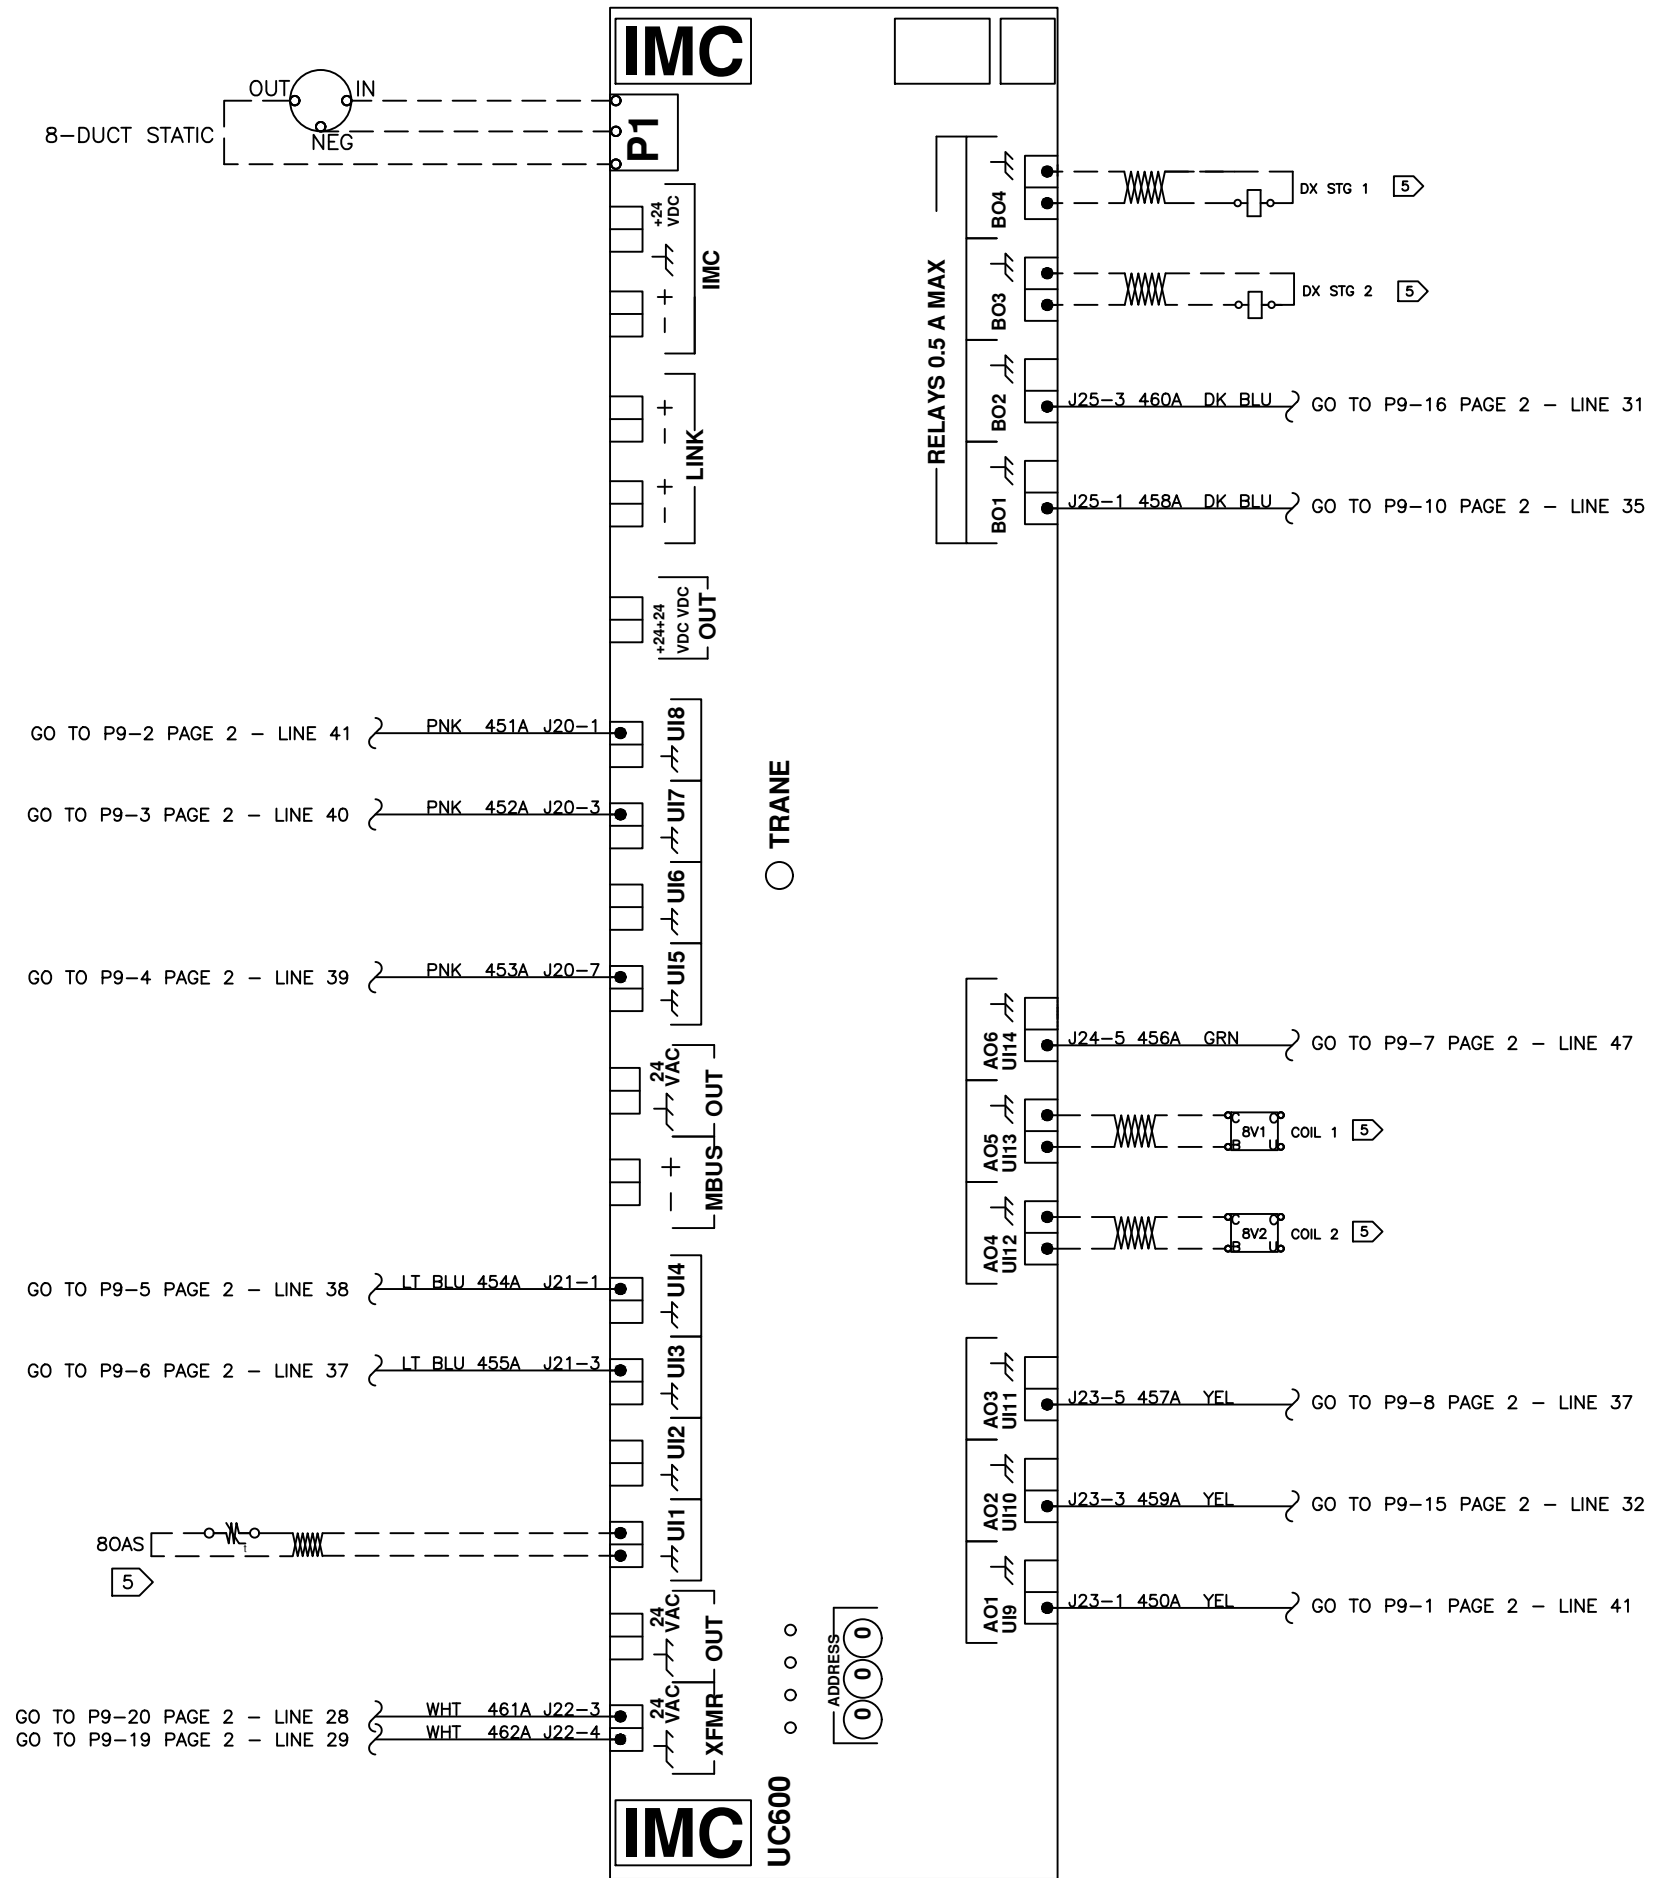 IMC
OUT IN
NEG
8-DUCT STATIC
P1
+24
VDC
+
−
IMC
+
−
+
−
LINK
+24+24
VDC VDC
OUT
GO TO P9-2 PAGE 2 - LINE 41 PNK 451A J20-1 UI8
GO TO P9-3 PAGE 2 - LINE 40 PNK 452A J20-3 UI7
UI6
GO TO P9-4 PAGE 2 - LINE 39 PNK 453A J20-7 UI5
24
VAC
OUT
+
−
MBUS
GO TO P9-5 PAGE 2 - LINE 38 LT BLU 454A J21-1 UI4
GO TO P9-6 PAGE 2 - LINE 37 LT BLU 455A J21-3 UI3
UI2
8OAS t UI1
5
24
VAC
OUT
GO TO P9-20 PAGE 2 - LINE 28 WHT 461A J22-3
GO TO P9-19 PAGE 2 - LINE 29 WHT 462A J22-4
24
VAC
XFMR
IMC
UC600
TRANE
ADDRESS
0
0
0
RELAYS 0.5 A MAX
BO4 DX STG 1 5
BO3 DX STG 2 5
BO2 J25-3 460A DK BLU GO TO P9-16 PAGE 2 - LINE 31
BO1 J25-1 458A DK BLU GO TO P9-10 PAGE 2 - LINE 35
AO6
UI14
J24-5 456A GRN GO TO P9-7 PAGE 2 - LINE 47
AO5
UI13
C O
8V1
B U
COIL 1 5
AO4
UI12
C O
8V2
B U
COIL 2 5
AO3
UI11
J23-5 457A YEL GO TO P9-8 PAGE 2 - LINE 37
AO2
UI10
J23-3 459A YEL GO TO P9-15 PAGE 2 - LINE 32
AO1
UI9
J23-1 450A YEL GO TO P9-1 PAGE 2 - LINE 41